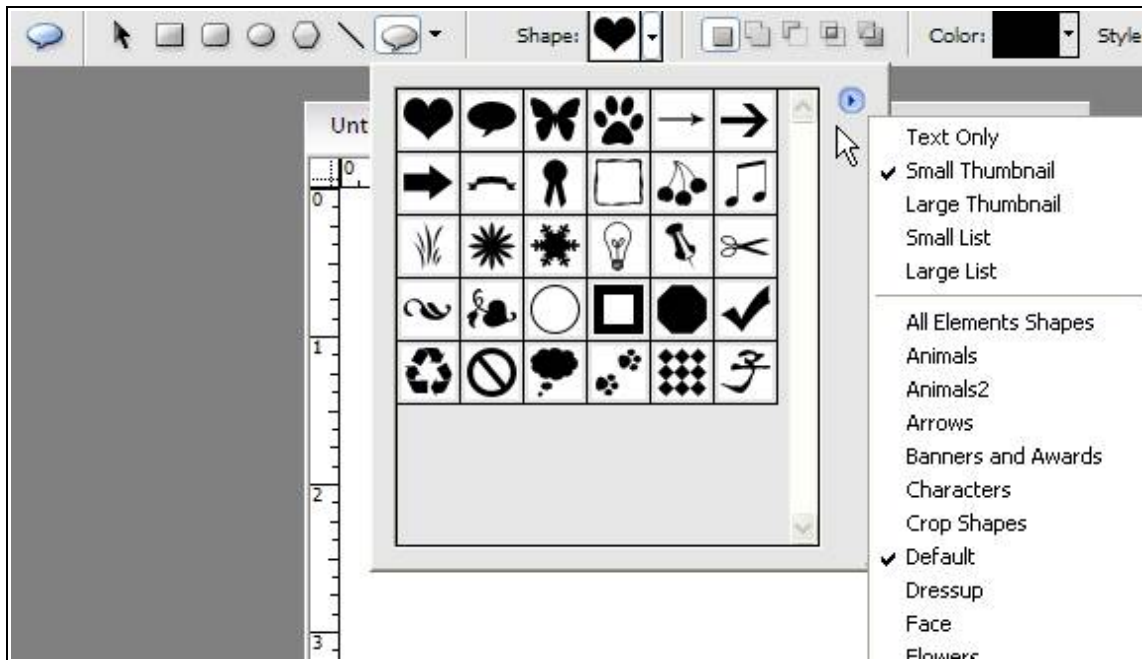 Shape:
Color:
Style
Unt
0
0
1
2
3
Text Only
Small Thumbnail
Large Thumbnail
Small List
Large List
All Elements Shapes
Animals
Animals2
Arrows
Banners and Awards
Characters
Crop Shapes
Default
Dressup
Face
Flowers